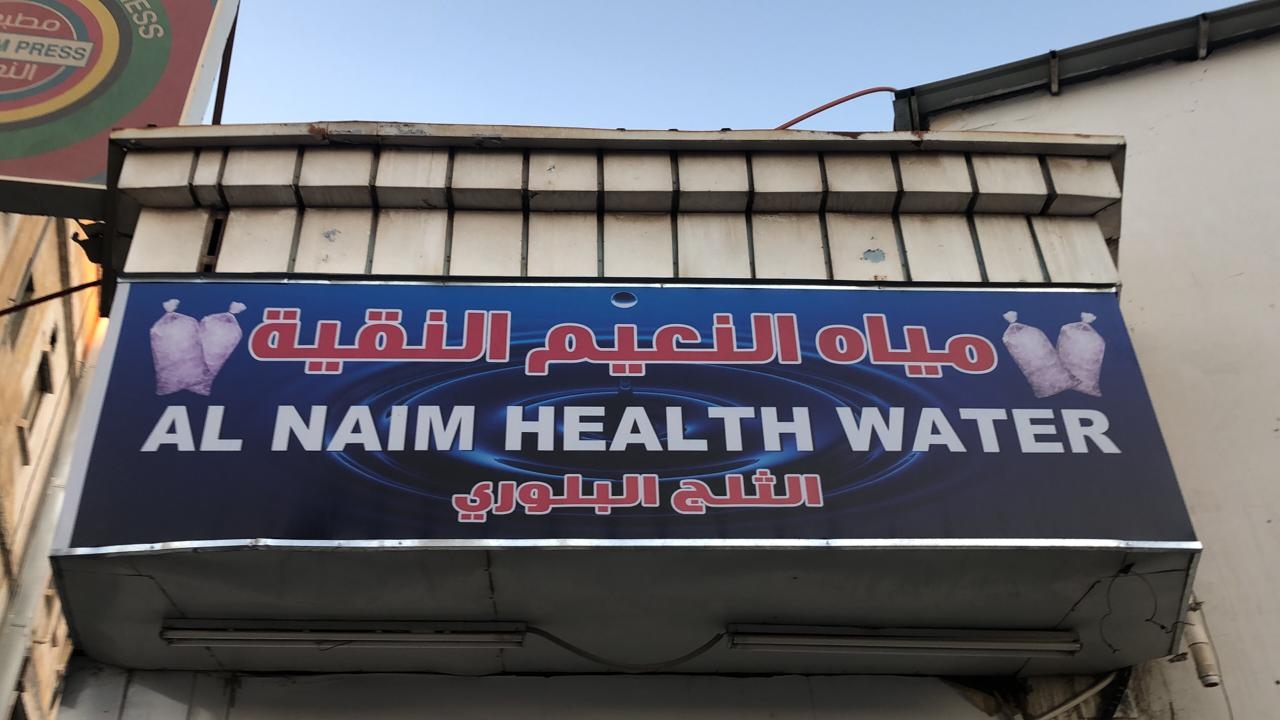 M PRESS
مياه النعيم النقية
AL NAIM HEALTH WATER
الثلج البلوري